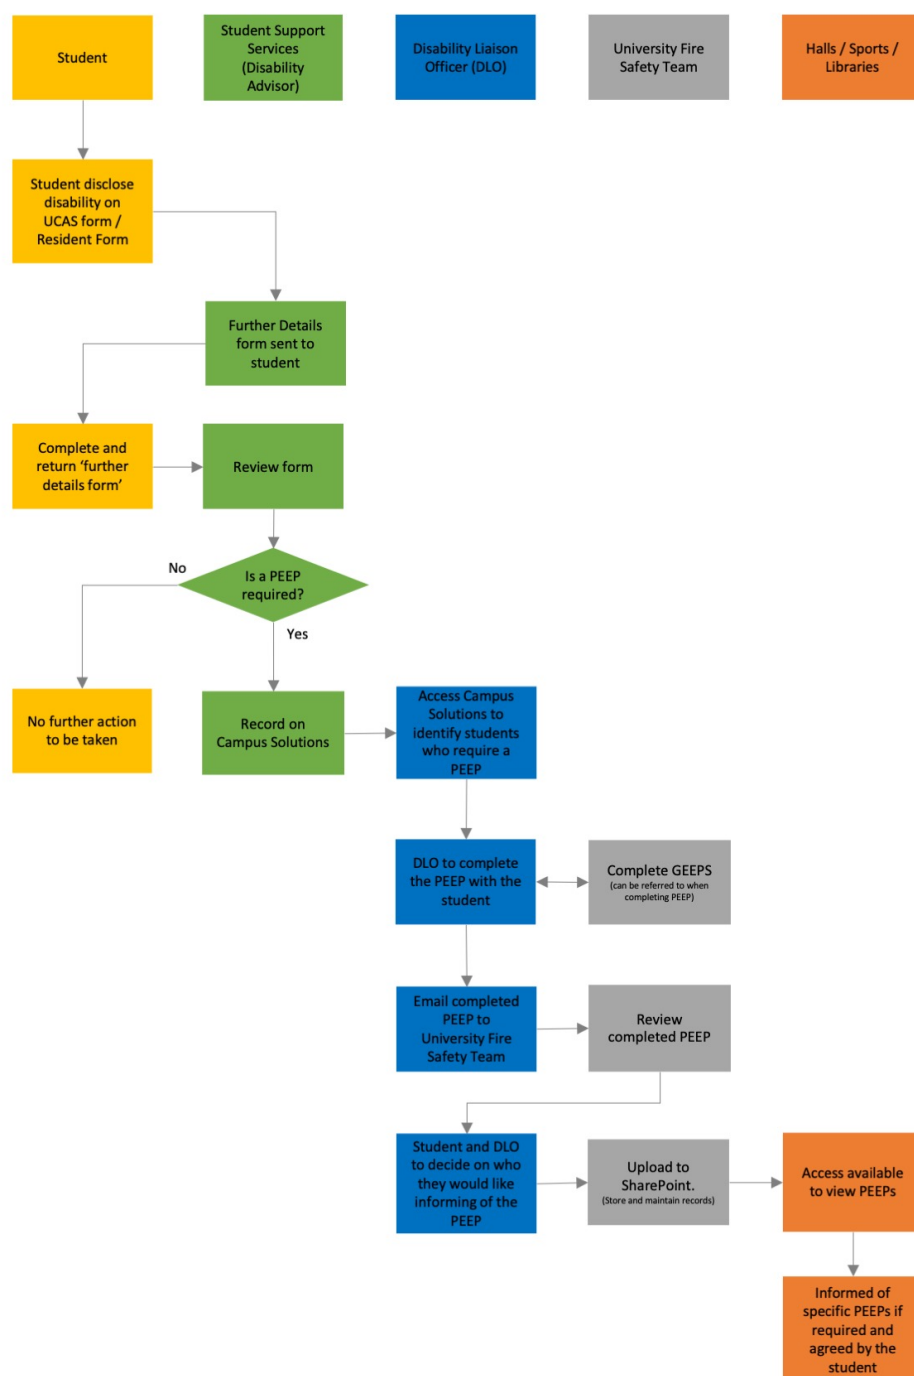 Student
Student Support
Services
(Disability
Advisor)
Disability Liaison
Officer (DLO)
University Fire
Safety Team
Halls / Sports /
Libraries
Student disclose
disability on
UCAS form /
Resident Form
Further Details
form sent to
student
Complete and
return ‘further
details form’
Review form
Is a PEEP
required?
No
Yes
No further action
to be taken
Record on
Campus Solutions
Access Campus
Solutions to
identify students
who require a
PEEP
DLO to complete
the PEEP with the
student
Complete GEEPS
(can be referred to when
completing PEEP)
Email completed
PEEP to
University Fire
Safety Team
Review
completed PEEP
Student and DLO
to decide on who
they would like
informing of the
PEEP
Upload to
SharePoint.
(Store and maintain records)
Access available
to view PEEPs
Informed of
specific PEEPs if
required and
agreed by the
student